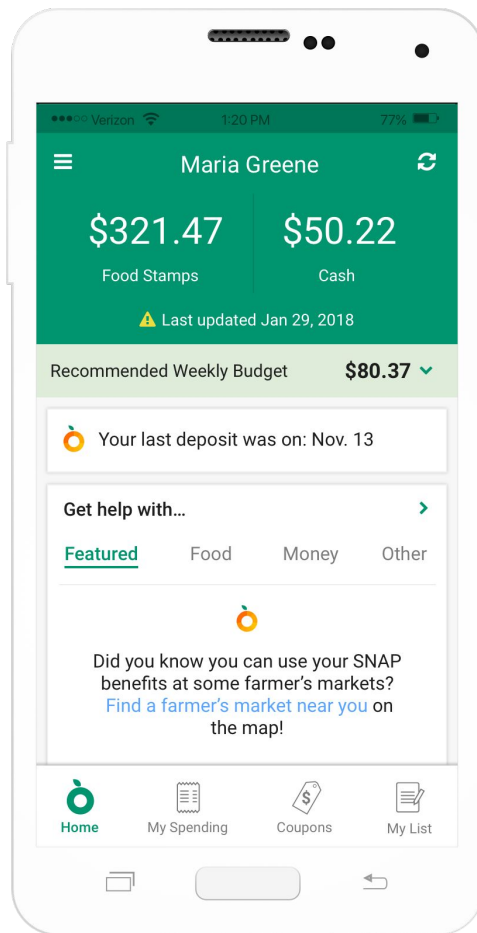 Verizon 1:20 PM 77%
Maria Greene
$321.47 $50.22
Food Stamps Cash
Last updated Jan 29, 2018
Recommended Weekly Budget $80.37
Your last deposit was on: Nov. 13
Get help with...
Featured Food Money Other
Did you know you can use your SNAP
benefits at some farmer's markets?
Find a farmer's market near you on
the map!
$
Home My Spending Coupons My List